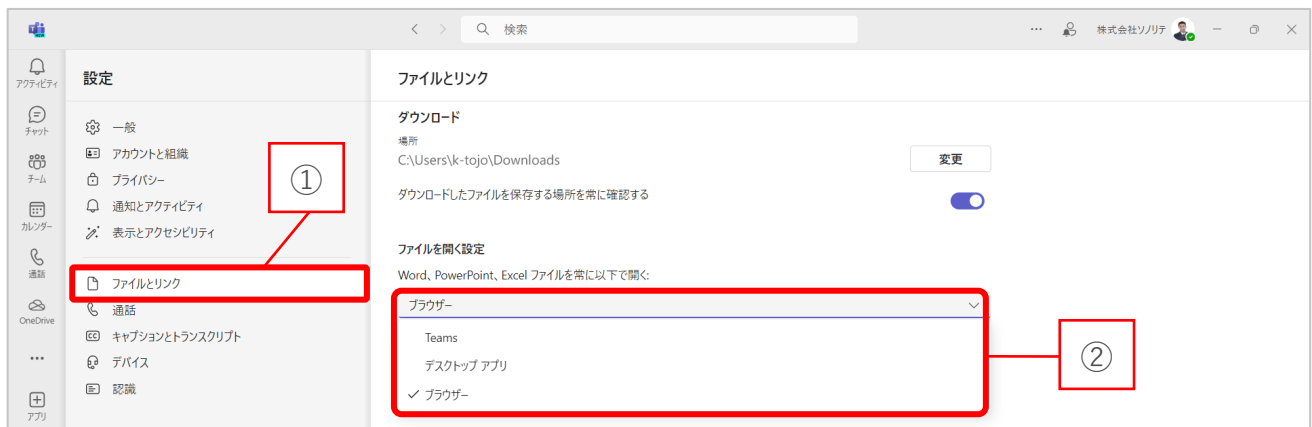 検索
… 株式会社ソノリテ
アクティビティ
チャット
チーム
カレンダー
通話
OneDrive
アプリ
設定
一般
アカウントと組織
プライバシー
通知とアクティビティ
表示とアクセシビリティ
ファイルとリンク
通話
CC キャプションとトランスクリプト
デバイス
認識
①
ファイルとリンク
ダウンロード
場所
C:\Users\k-tojo\Downloads
変更
ダウンロードしたファイルを保存する場所を常に確認する
ファイルを開く設定
Word、PowerPoint、Excel ファイルを常に以下で開く:
ブラウザー
Teams
デスクトップ アプリ
ブラウザー
②